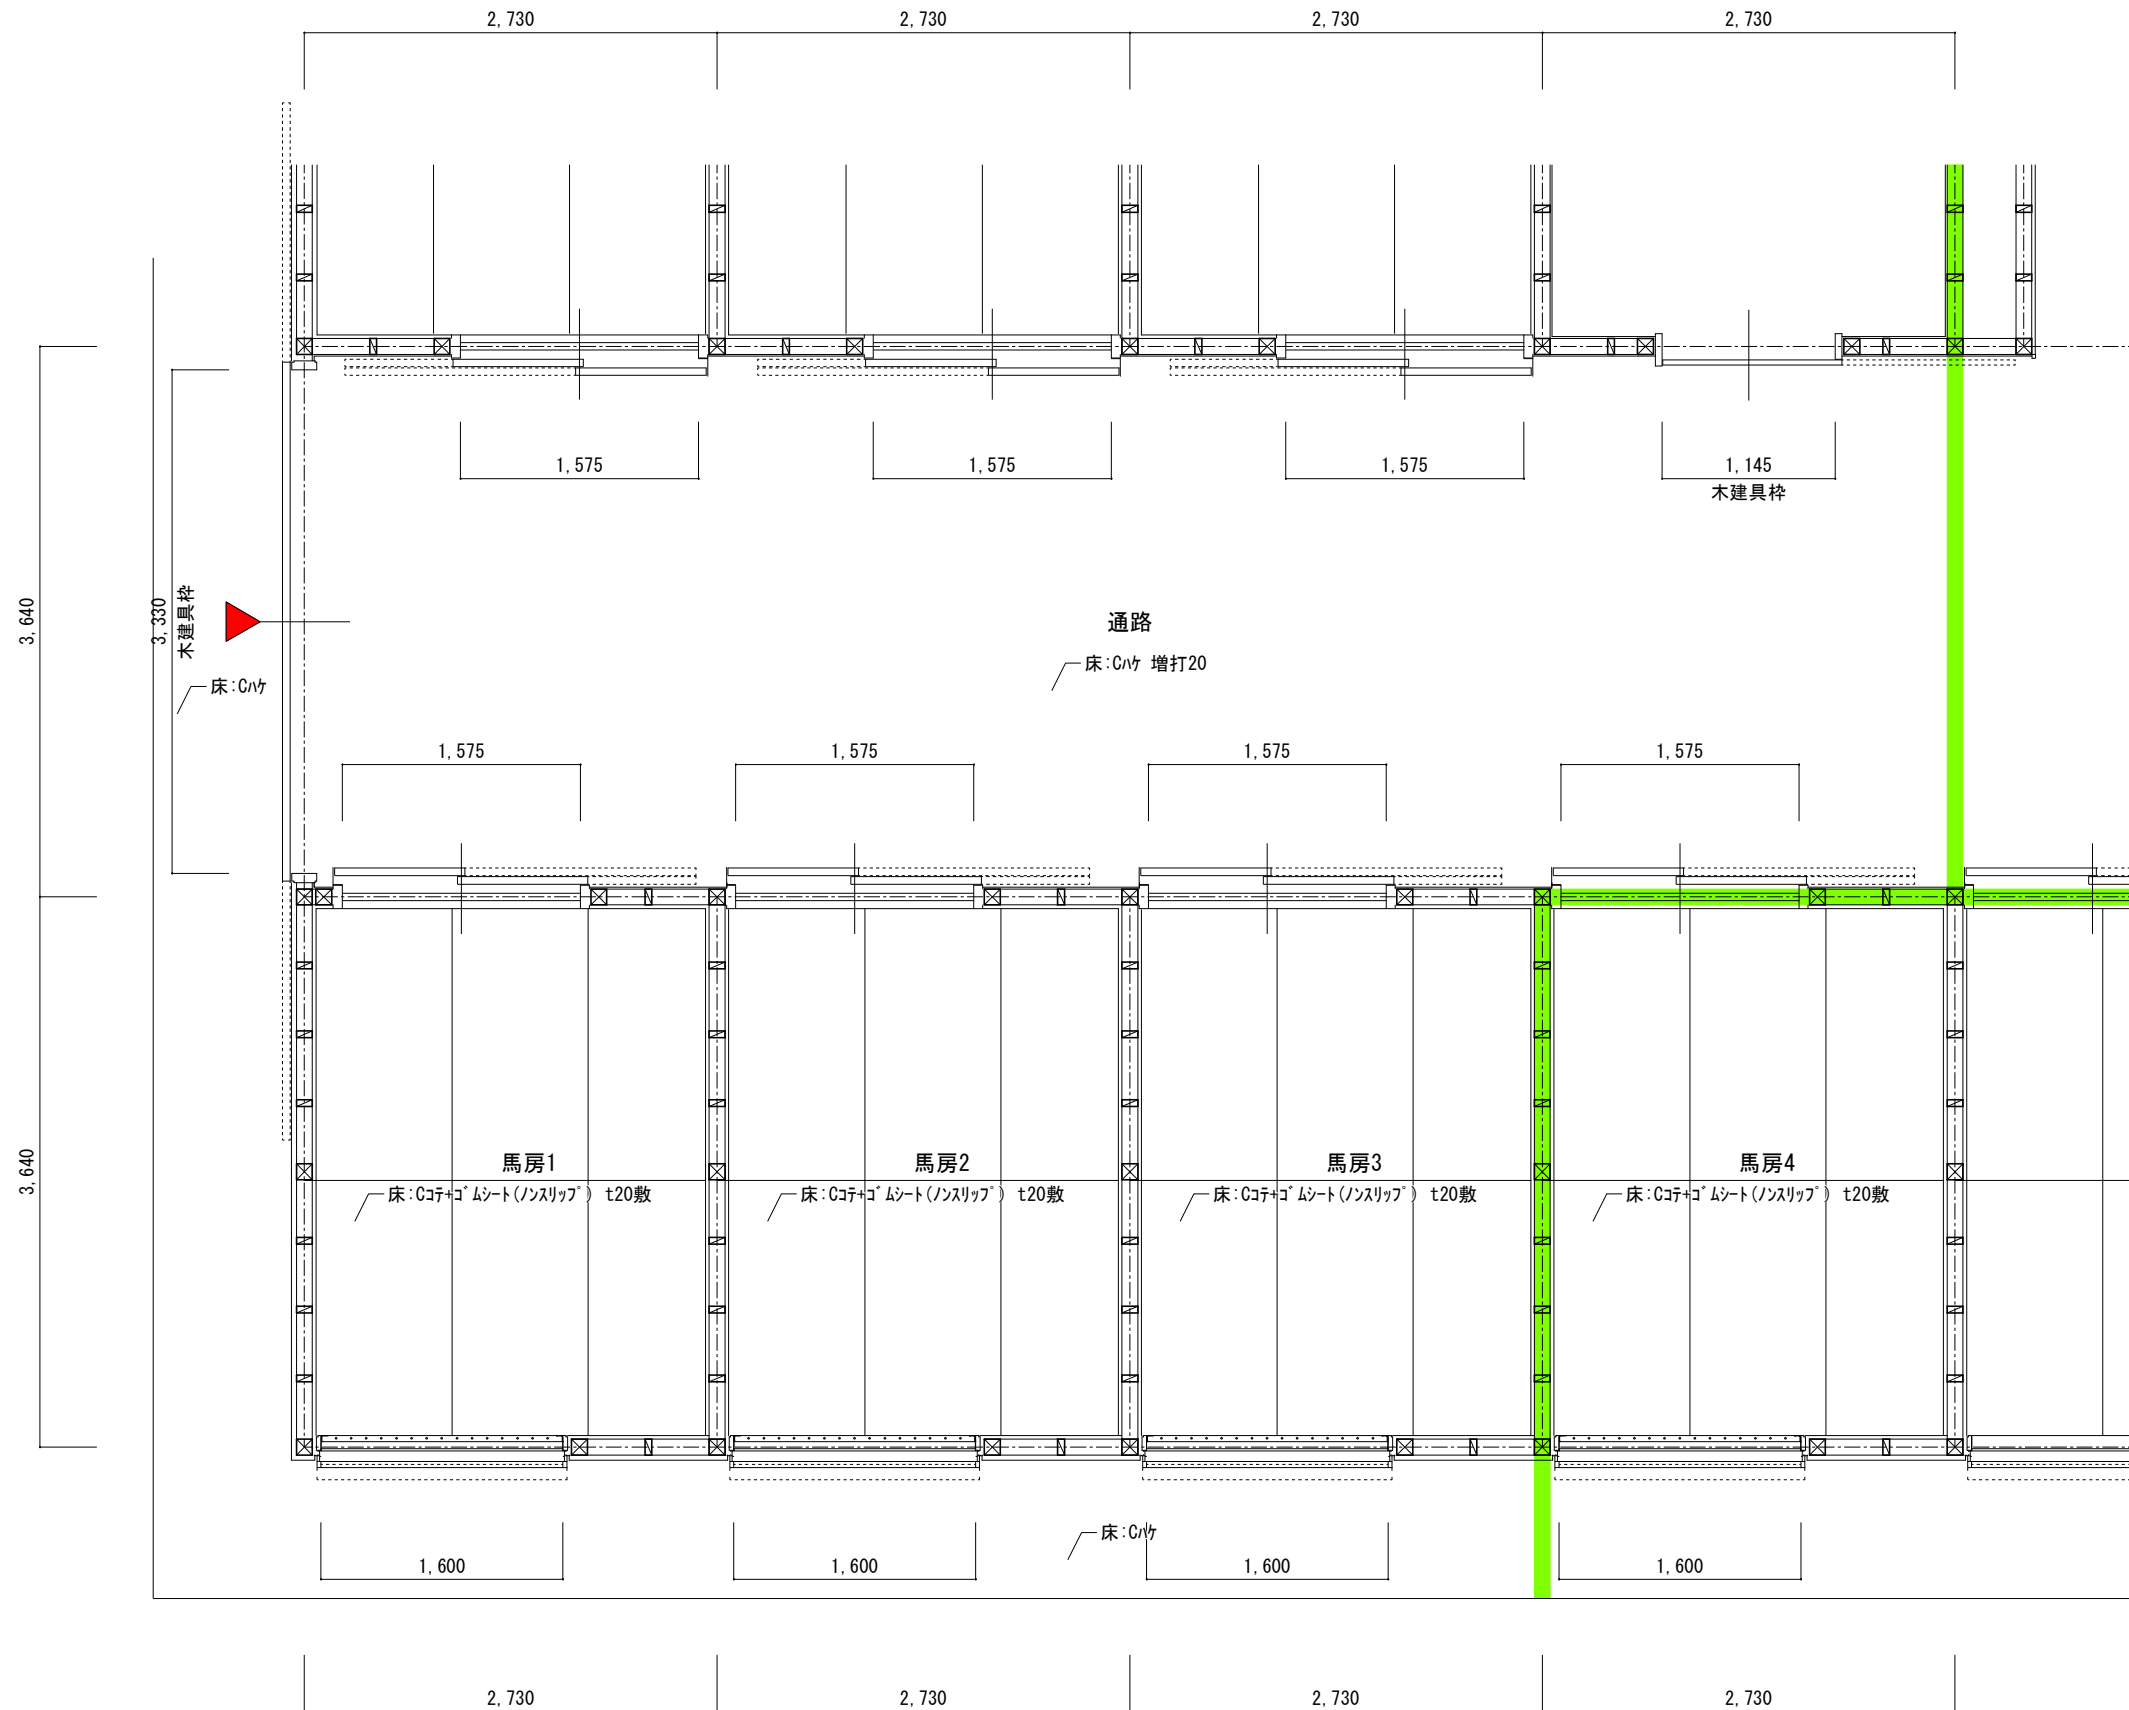 2,730
2,730
2,730
2,730
1,575
1,575
1,575
1,145
木建具枠
3,640
3,330
木建具枠
通路
床:Cﾊｹ 増打20
床:Cﾊｹ
1,575
1,575
1,575
1,575
3,640
馬房1
馬房2
馬房3
馬房4
床:Cｺﾃ+ｺﾞﾑｼｰﾄ(ﾉﾝｽﾘｯﾌﾟ) t20敷
床:Cｺﾃ+ｺﾞﾑｼｰﾄ(ﾉﾝｽﾘｯﾌﾟ) t20敷
床:Cｺﾃ+ｺﾞﾑｼｰﾄ(ﾉﾝｽﾘｯﾌﾟ) t20敷
床:Cｺﾃ+ｺﾞﾑｼｰﾄ(ﾉﾝｽﾘｯﾌﾟ) t20敷
床:Cﾊｹ
1,600
1,600
1,600
1,600
2,730
2,730
2,730
2,730